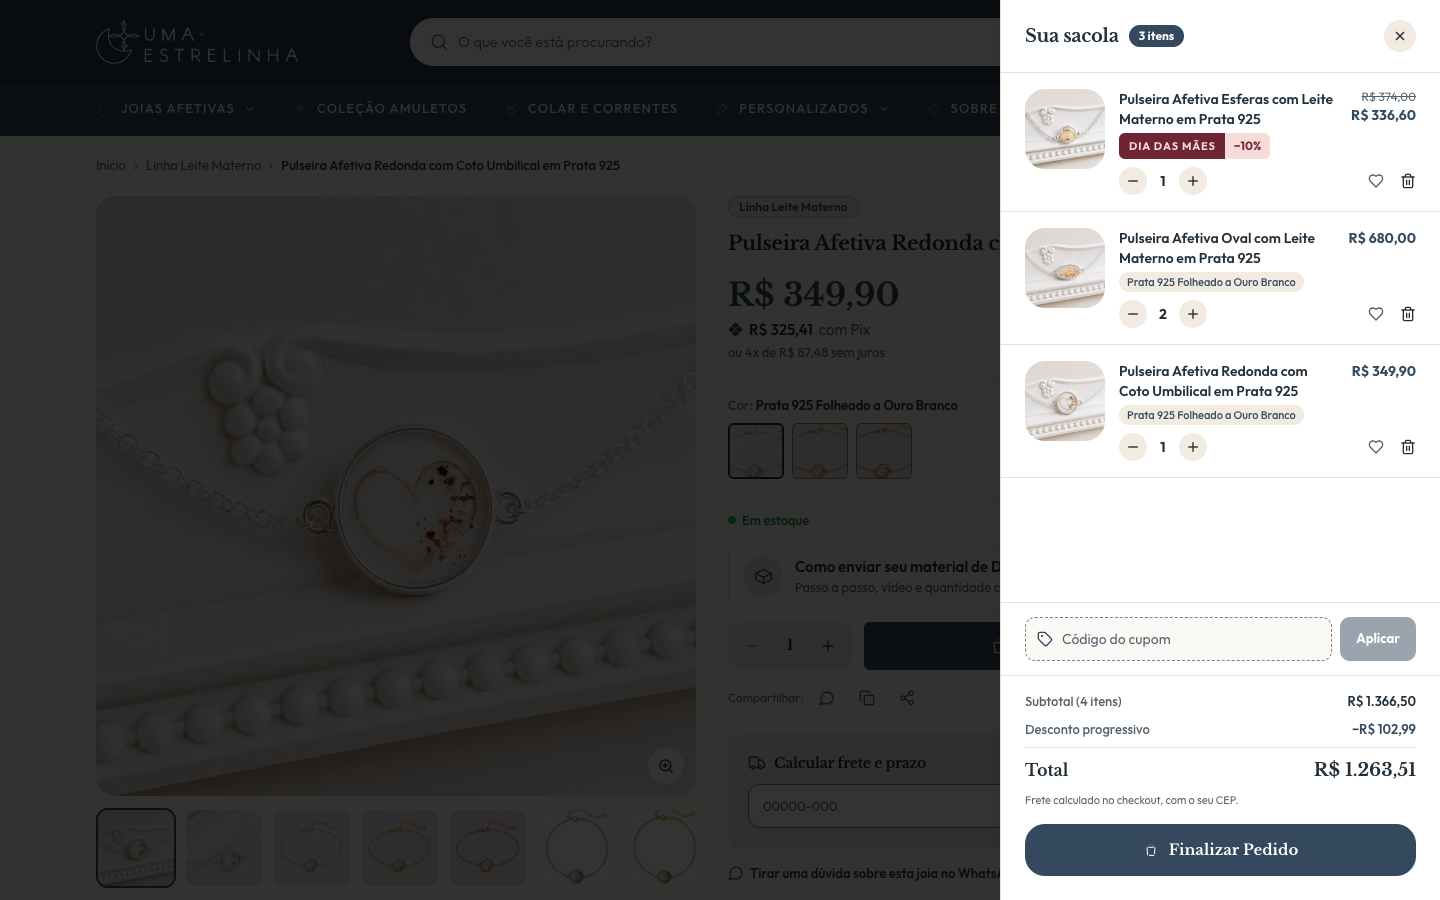 UMA
ESTRELINHA
O que você está procurando?
JOIAS AFETIVAS
COLEÇÃO AMULETOS
COLAR E CORRENTES
PERSONALIZADOS
SOBRE
Início > Linha Leite Materno > Pulseira Afetiva Redonda com Coto Umbilical em Prata 925
Linha Leite Materno
Pulseira Afetiva Redonda c
R$ 349,90
R$ 325,41 com Pix
ou 4x de R$ 87,48 sem juros
Cor: Prata 925 Folheado a Ouro Branco
Em estoque
Como enviar seu material de D
Passo a passo, vídeo e quantidade c
1
Compartilhar:
Calcular frete e prazo
00000-000
Tirar uma dúvida sobre esta joia no Whats
Sua sacola
3 itens
Pulseira Afetiva Esferas com Leite
Materno em Prata 925
R$ 374,00
R$ 336,60
DIA DAS MÃES
−10%
1
Pulseira Afetiva Oval com Leite
Materno em Prata 925
R$ 680,00
Prata 925 Folheado a Ouro Branco
2
Pulseira Afetiva Redonda com
Coto Umbilical em Prata 925
R$ 349,90
Prata 925 Folheado a Ouro Branco
1
Código do cupom
Aplicar
Subtotal (4 itens)
R$ 1.366,50
Desconto progressivo
−R$ 102,99
Total
R$ 1.263,51
Frete calculado no checkout, com o seu CEP.
Finalizar Pedido